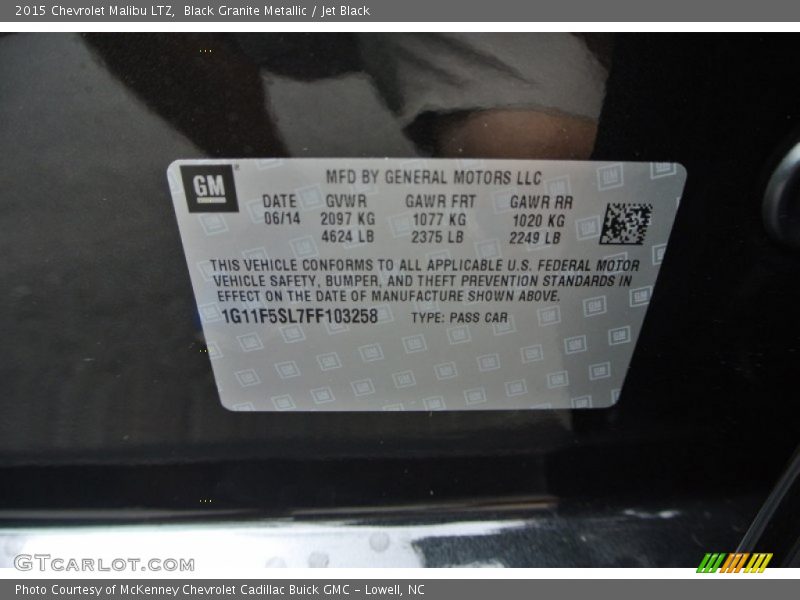 2015 Chevrolet Malibu LTZ, Black Granite Metallic / Jet Black
GM
MFD BY GENERAL MOTORS LLC
DATE GVWR GAWR FRT GAWR RR
06/14 2097 KG 1077 KG 1020 KG
4624 LB 2375 LB 2249 LB
THIS VEHICLE CONFORMS TO ALL APPLICABLE U.S. FEDERAL MOTOR
VEHICLE SAFETY, BUMPER, AND THEFT PREVENTION STANDARDS IN
EFFECT ON THE DATE OF MANUFACTURE SHOWN ABOVE.
1G11F5SL7FF103258 TYPE: PASS CAR
GTCARLOT.COM
Photo Courtesy of McKenney Chevrolet Cadillac Buick GMC - Lowell, NC